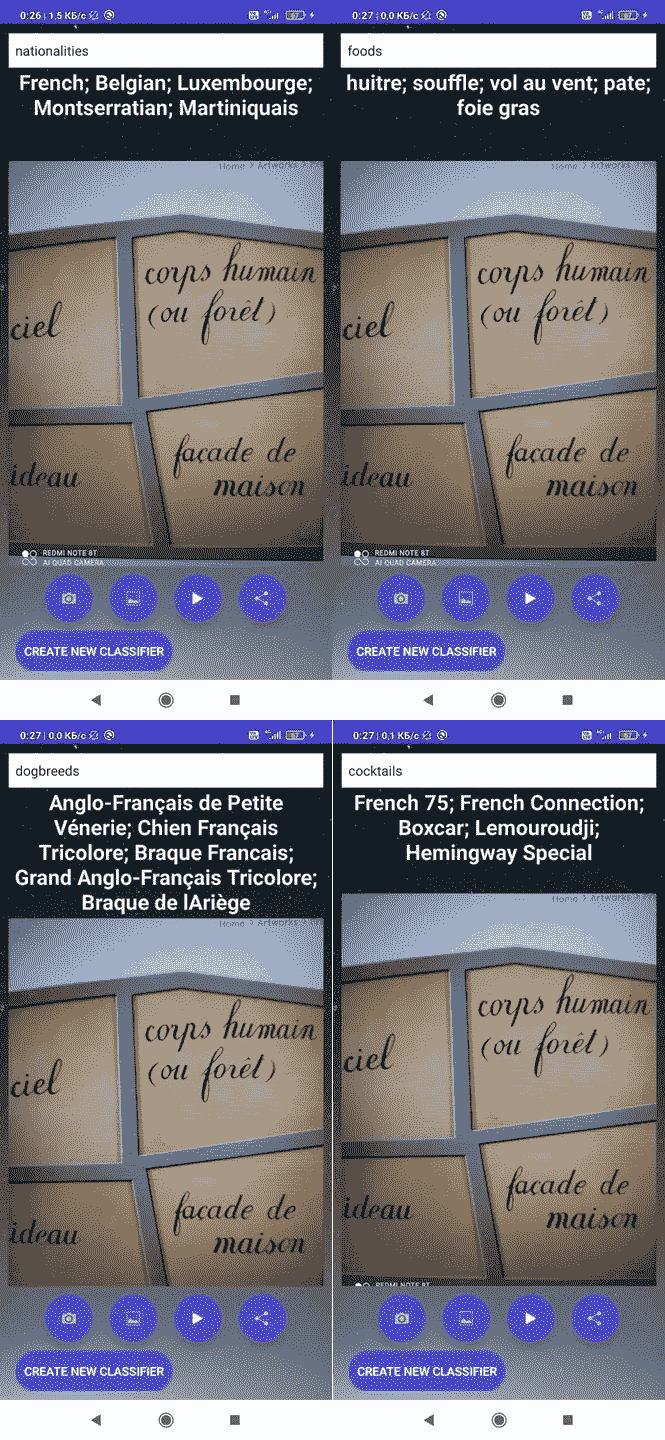 0:26 | 1,5 КБ/с
nationalities
French; Belgian; Luxembourge;
Montserratian; Martiniquais
Home > Artworks >
corps humain
(ou forêt)
ciel
ideau
façade de
maison
REDMI NOTE 8T
AI QUAD CAMERA
CREATE NEW CLASSIFIER
0:27 | 0,0 КБ/с
foods
huitre; souffle; vol au vent; pate;
foie gras
Home > Artworks >
corps humain
(ou forêt)
ciel
ideau
façade de
maison
REDMI NOTE 8T
AI QUAD CAMERA
CREATE NEW CLASSIFIER
0:27 | 0,0 КБ/с
dogbreeds
Anglo-Français de Petite
Vénerie; Chien Français
Tricolore; Braque Francais;
Grand Anglo-Français Tricolore;
Braque de lAriège
Home > Artworks >
corps humain
(ou forêt)
ciel
ideau
façade de
maison
CREATE NEW CLASSIFIER
0:27 | 0,1 КБ/с
cocktails
French 75; French Connection;
Boxcar; Lemouroudji;
Hemingway Special
Home > Artworks >
corps humain
(ou forêt)
ciel
ideau
façade de
maison
REDMI NOTE 8T
CREATE NEW CLASSIFIER